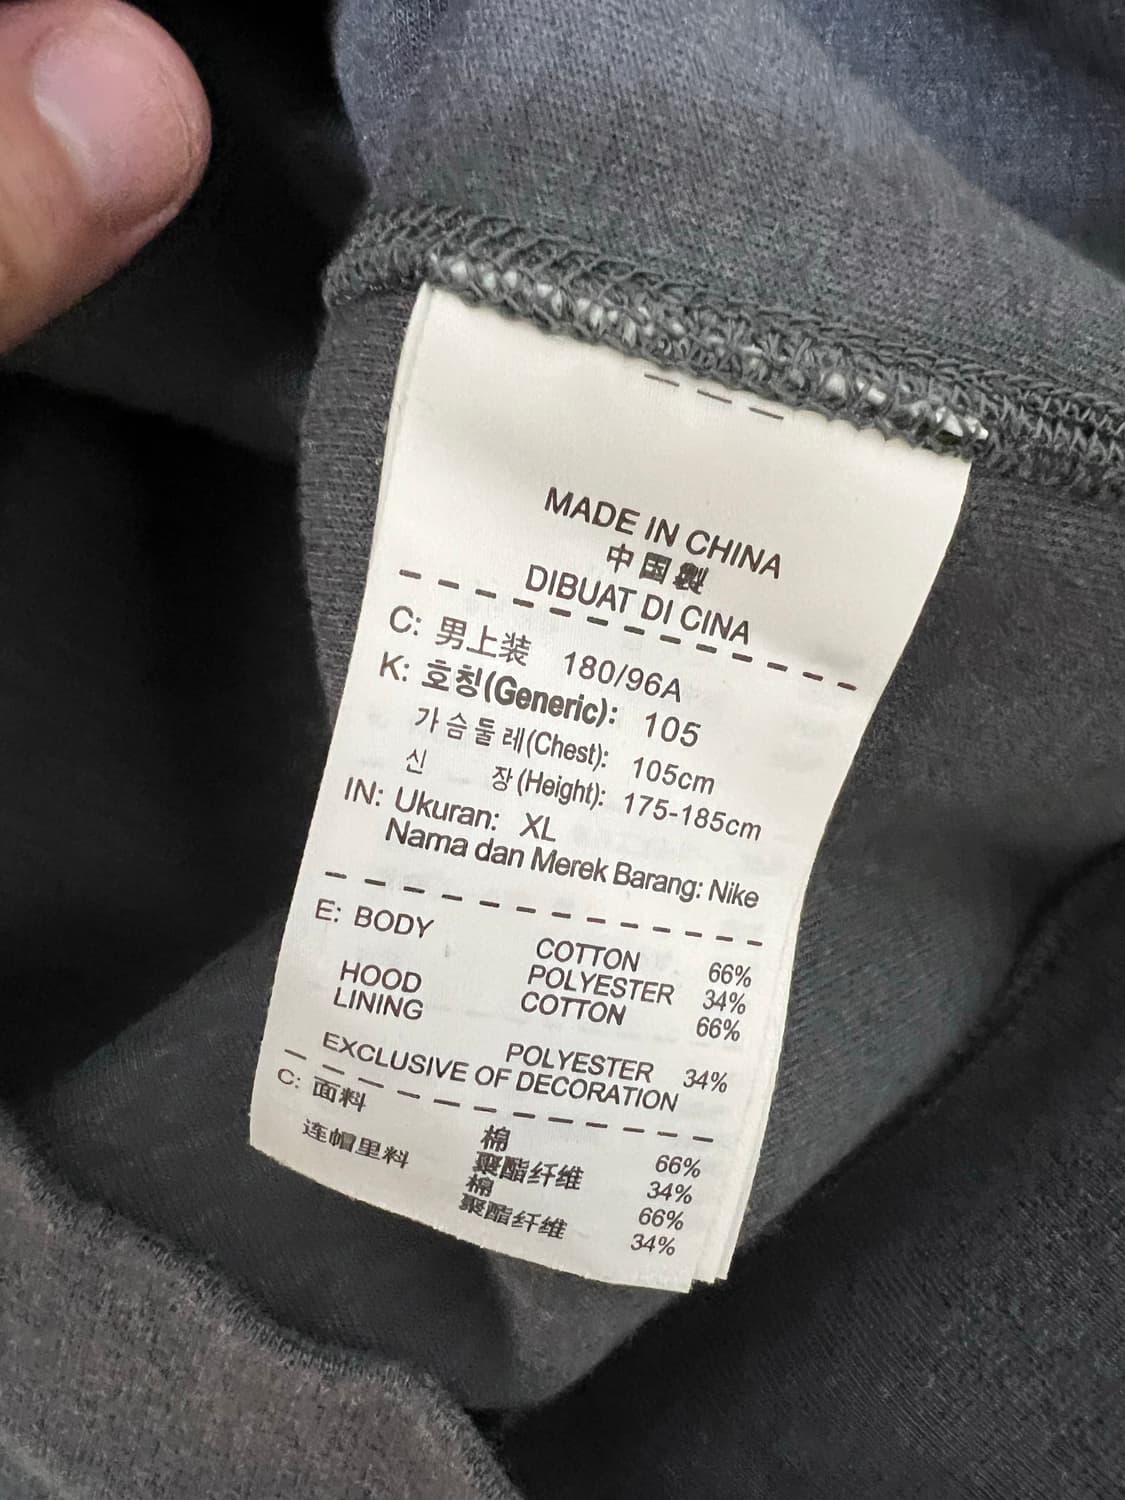 MADE IN CHINA
中国製
DIBUAT DI CINA
C: 男上装 180/96A
K: 호칭(Generic): 105
가슴둘레(Chest): 105cm
신 장(Height): 175-185cm
IN: Ukuran: XL
Nama dan Merek Barang: Nike
E: BODY COTTON 66%
POLYESTER 34%
HOOD LINING COTTON 66%
POLYESTER 34%
EXCLUSIVE OF DECORATION
C: 面料 棉 66%
聚酯纤维 34%
连帽里料 棉 66%
聚酯纤维 34%